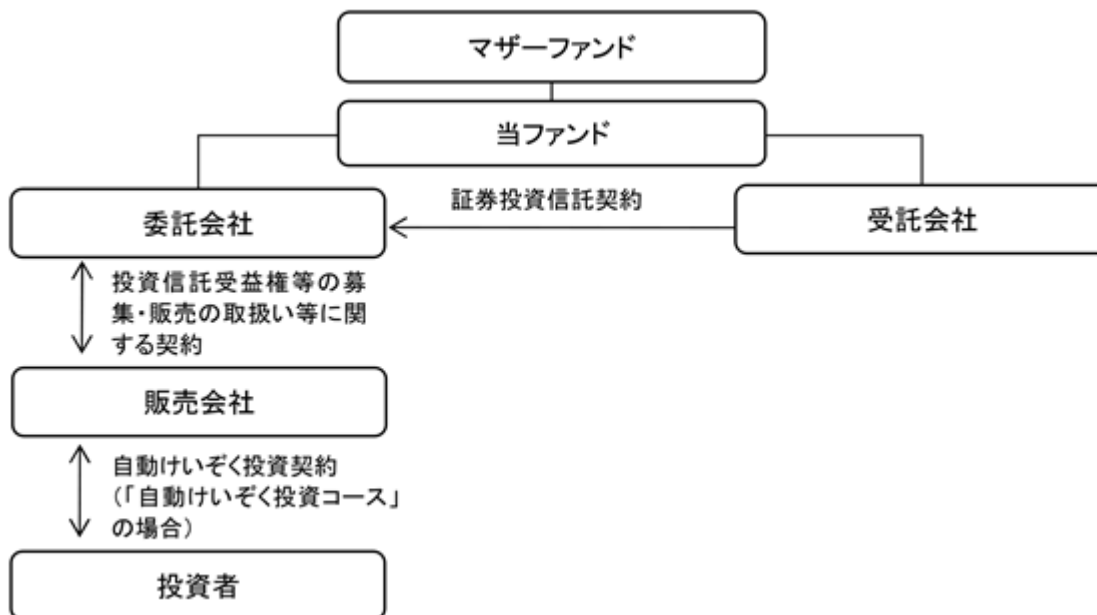 マザーファンド
当ファンド
証券投資信託契約
委託会社
受託会社
投資信託受益権等の募
集・販売の取扱い等に関
する契約
販売会社
自動けいぞく投資契約
(「自動けいぞく投資コース」
の場合)
投資者